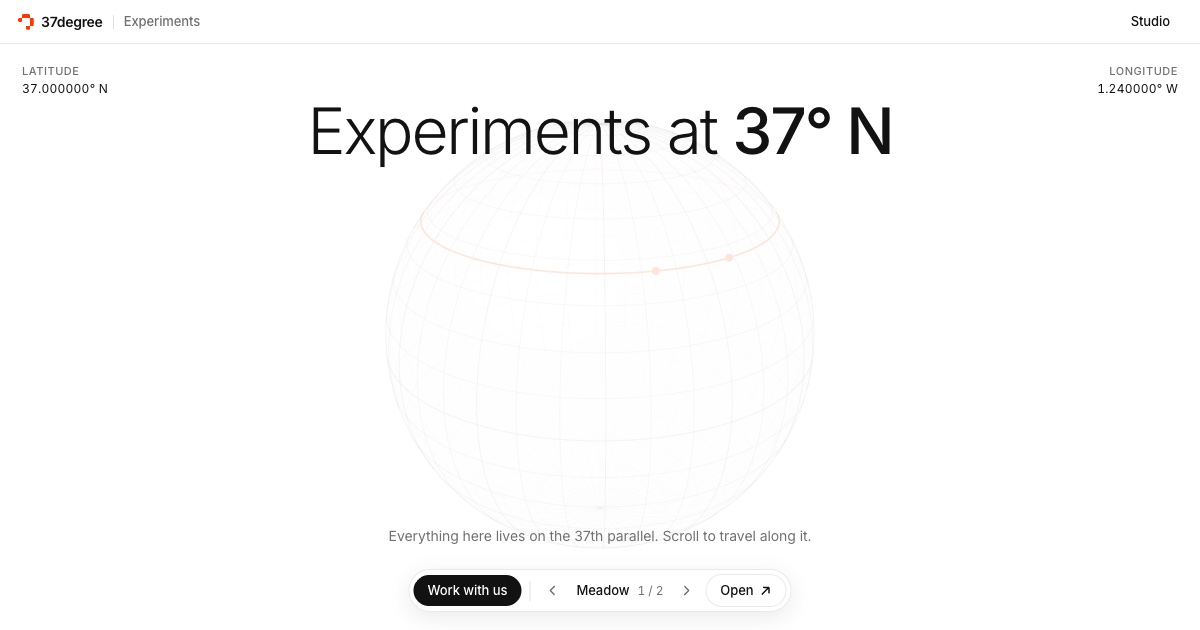 37degree
Experiments
Studio
LATITUDE
37.000000° N
LONGITUDE
1.240000° W
Experiments at 37° N
Everything here lives on the 37th parallel. Scroll to travel along it.
Work with us
Meadow 1 / 2
Open